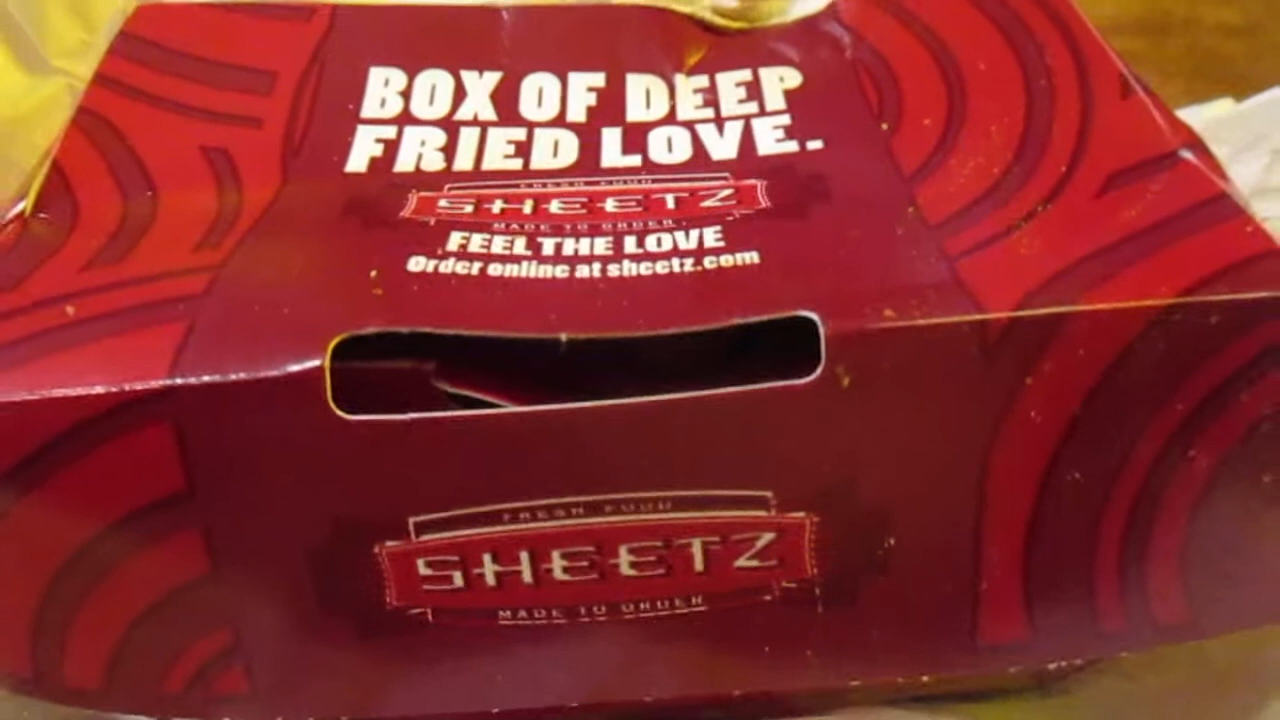 BOX OF DEEP
FRIED LOVE.
FRESH FOOD
SHEETZ
MADE TO ORDER
FEEL THE LOVE
Order online at sheetz.com
FRESH FOOD
SHEETZ
MADE TO ORDER